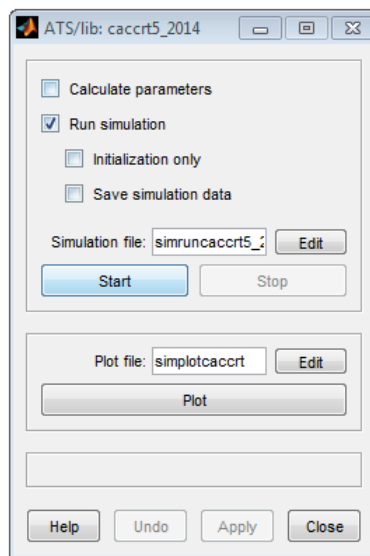 ATS/lib: caccrt5_2014
Calculate parameters
Run simulation
Initialization only
Save simulation data
Simulation file: simruncaccrt5_2 Edit
Start Stop
Plot file: simplotcaccrt Edit
Plot
Help Undo Apply Close